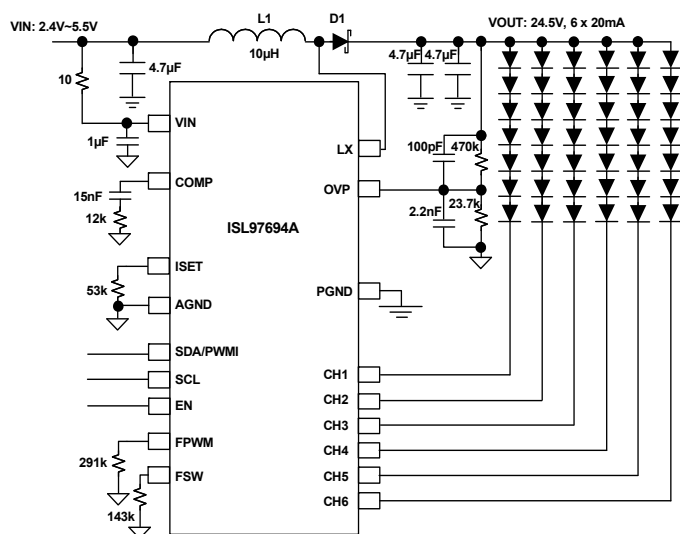 VIN: 2.4V~5.5V
L1
10µH
D1
VOUT: 24.5V, 6 x 20mA
10
4.7µF
4.7µF 4.7µF
1µF
VIN
LX
100pF 470k
COMP
15nF
12k
OVP
23.7k
2.2nF
ISL97694A
ISET
53k
AGND
PGND
SDA/PWMI
SCL
EN
FPWM
291k
FSW
143k
CH1
CH2
CH3
CH4
CH5
CH6